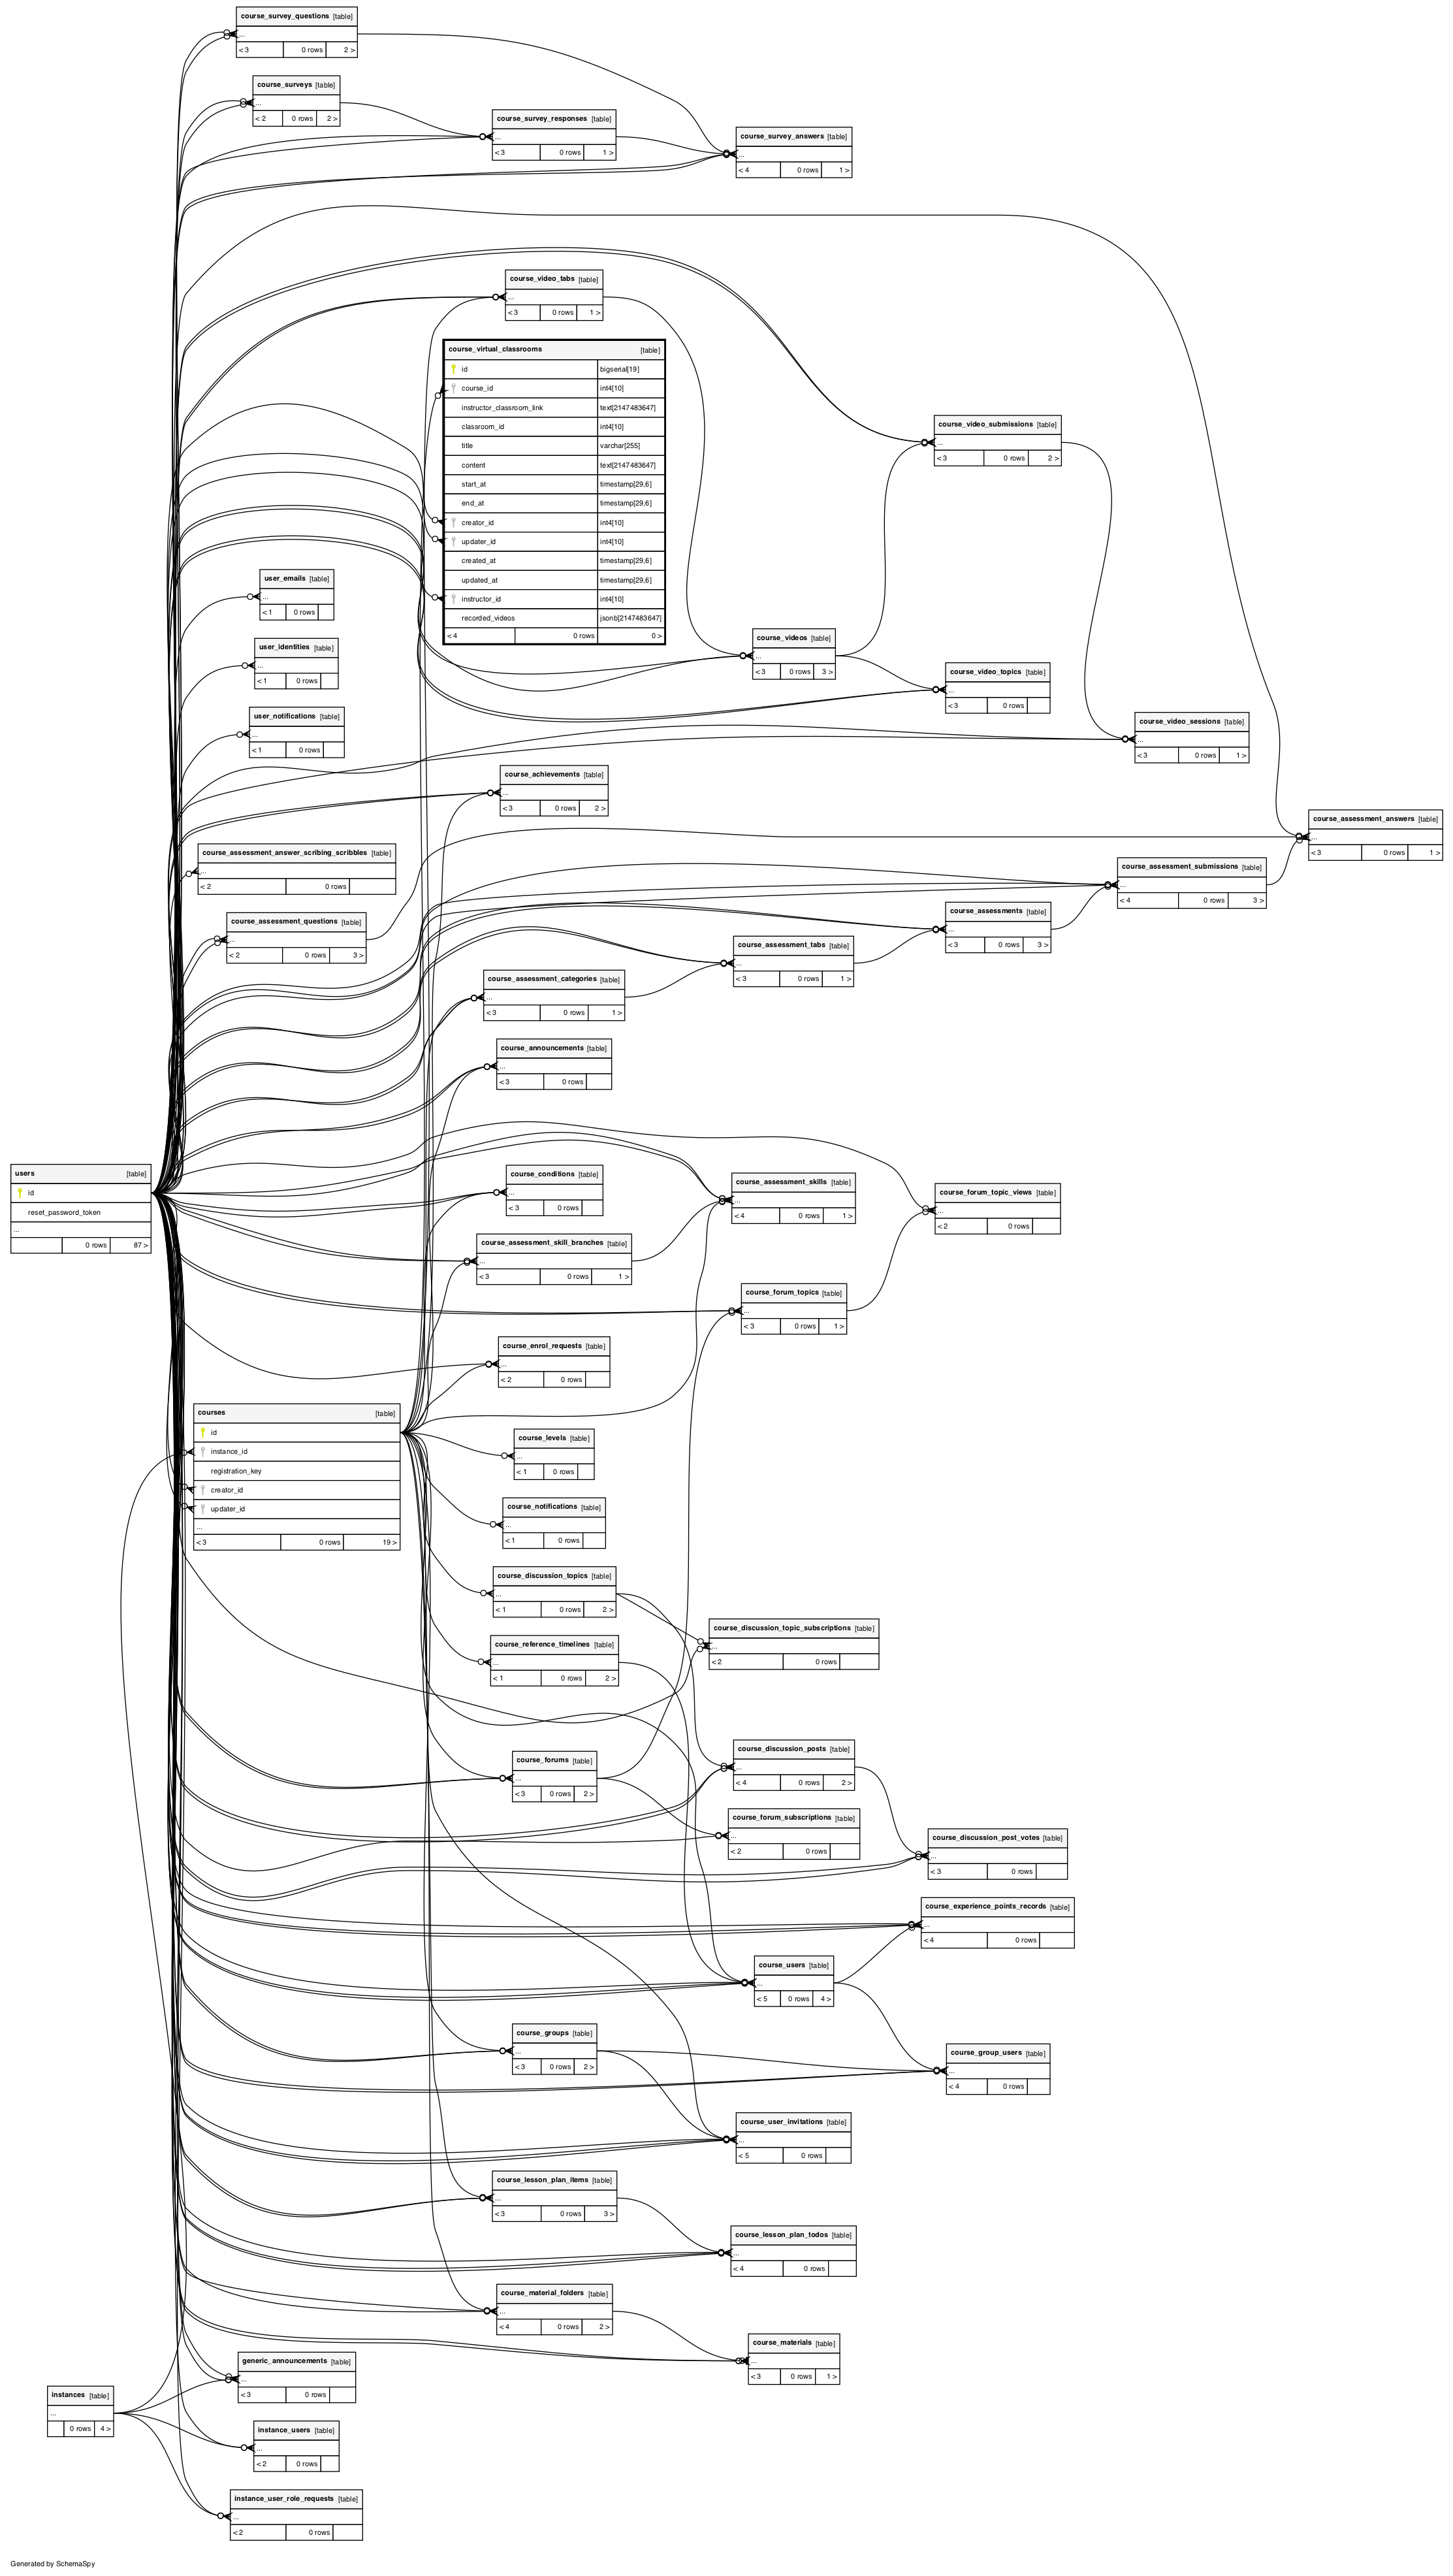 course_survey_questions [table]
...
< 3 0 rows 2 >
course_surveys [table]
...
< 2 0 rows 2 >
course_survey_responses [table]
...
< 3 0 rows 1 >
course_survey_answers [table]
...
< 4 0 rows 1 >
course_video_tabs [table]
...
< 3 0 rows 1 >
course_virtual_classrooms [table]
id bigserial[19]
course_id int4[10]
instructor_classroom_link text[2147483647]
classroom_id int4[10]
title varchar[255]
content text[2147483647]
start_at timestamp[29,6]
end_at timestamp[29,6]
creator_id int4[10]
updater_id int4[10]
created_at timestamp[29,6]
updated_at timestamp[29,6]
instructor_id int4[10]
recorded_videos jsonb[2147483647]
< 4 0 rows 0 >
course_video_submissions [table]
...
< 3 0 rows 2 >
user_emails [table]
...
< 1 0 rows
user_identities [table]
...
< 1 0 rows
course_videos [table]
...
< 3 0 rows 3 >
course_video_topics [table]
...
< 3 0 rows
user_notifications [table]
...
< 1 0 rows
course_video_sessions [table]
...
< 3 0 rows 1 >
course_achievements [table]
...
< 3 0 rows 2 >
course_assessment_answers [table]
...
< 3 0 rows 1 >
course_assessment_answer_scribing_scribbles [table]
...
< 2 0 rows
course_assessment_submissions [table]
...
< 4 0 rows 3 >
course_assessment_questions [table]
...
< 2 0 rows 3 >
course_assessments [table]
...
< 3 0 rows 3 >
course_assessment_tabs [table]
...
< 3 0 rows 1 >
course_assessment_categories [table]
...
< 3 0 rows 1 >
course_announcements [table]
...
< 3 0 rows
users [table]
id
reset_password_token
...
0 rows 87 >
course_conditions [table]
...
< 3 0 rows
course_assessment_skills [table]
...
< 4 0 rows 1 >
course_forum_topic_views [table]
...
< 2 0 rows
course_assessment_skill_branches [table]
...
< 3 0 rows 1 >
course_forum_topics [table]
...
< 3 0 rows 1 >
course_enrol_requests [table]
...
< 2 0 rows
courses [table]
id
instance_id
registration_key
creator_id
updater_id
...
< 3 0 rows 19 >
course_levels [table]
...
< 1 0 rows
course_notifications [table]
...
< 1 0 rows
course_discussion_topics [table]
...
< 1 0 rows 2 >
course_discussion_topic_subscriptions [table]
...
< 2 0 rows
course_reference_timelines [table]
...
< 1 0 rows 2 >
course_discussion_posts [table]
...
< 4 0 rows 2 >
course_forums [table]
...
< 3 0 rows 2 >
course_forum_subscriptions [table]
...
< 2 0 rows
course_discussion_post_votes [table]
...
< 3 0 rows
course_experience_points_records [table]
...
< 4 0 rows
course_users [table]
...
< 5 0 rows 4 >
course_groups [table]
...
< 3 0 rows 2 >
course_group_users [table]
...
< 4 0 rows
course_user_invitations [table]
...
< 5 0 rows
course_lesson_plan_items [table]
...
< 3 0 rows 3 >
course_lesson_plan_todos [table]
...
< 4 0 rows
course_material_folders [table]
...
< 4 0 rows 2 >
course_materials [table]
...
< 3 0 rows 1 >
generic_announcements [table]
...
< 3 0 rows
instances [table]
...
0 rows 4 >
instance_users [table]
...
< 2 0 rows
instance_user_role_requests [table]
...
< 2 0 rows
Generated by SchemaSpy